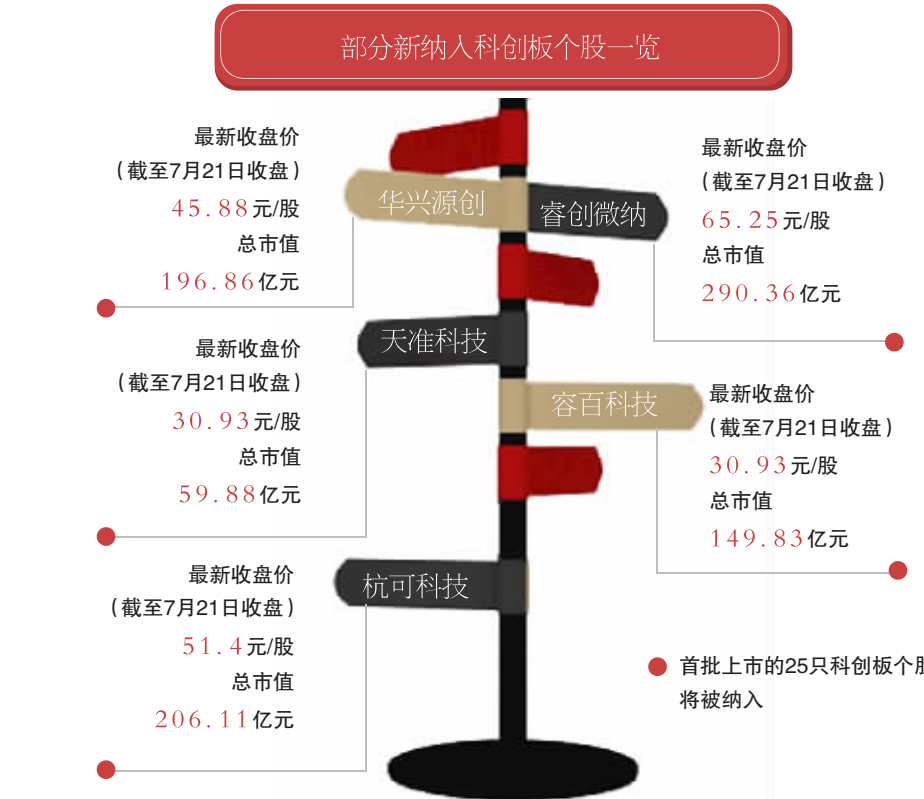 部分新纳入科创板个股一览
华兴源创
最新收盘价
(截至7月21日收盘)
45.88元/股
总市值
196.86亿元
睿创微纳
最新收盘价
(截至7月21日收盘)
65.25元/股
总市值
290.36亿元
天准科技
最新收盘价
(截至7月21日收盘)
30.93元/股
总市值
59.88亿元
容百科技
最新收盘价
(截至7月21日收盘)
30.93元/股
总市值
149.83亿元
杭可科技
最新收盘价
(截至7月21日收盘)
51.4元/股
总市值
206.11亿元
首批上市的25只科创板个股
将被纳入